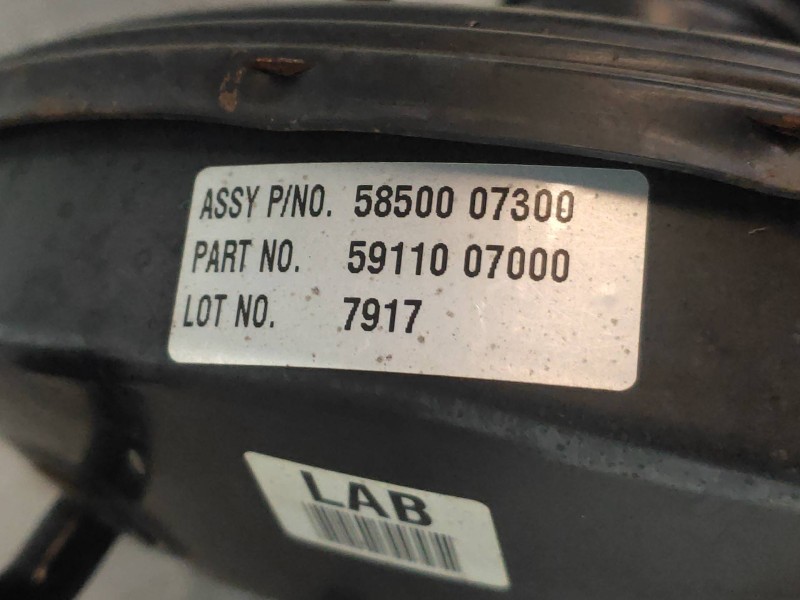 ASSY P/NO. 58500 07300
PART NO. 59110 07000
LOT NO. 7917
LAB